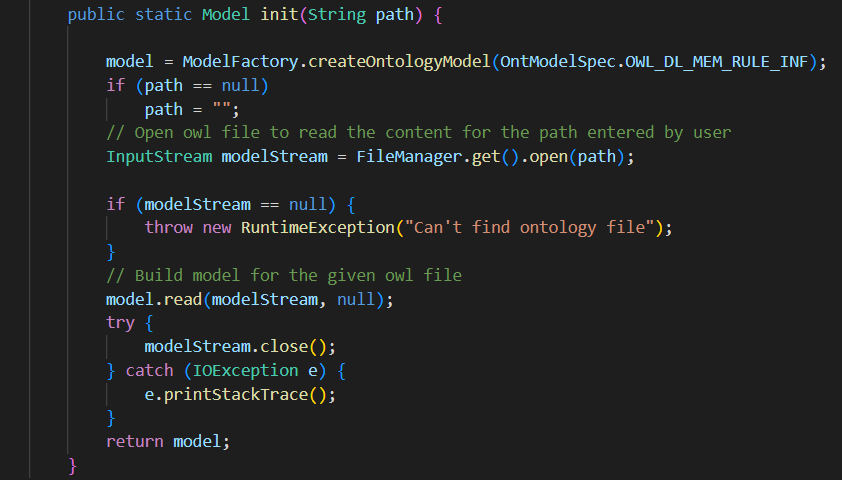 public static Model init(String path) {
model = ModelFactory.createOntologyModel(OntModelSpec.OWL_DL_MEM_RULE_INF);
if (path == null)
path = "";
// Open owl file to read the content for the path entered by user
InputStream modelStream = FileManager.get().open(path);
if (modelStream == null) {
throw new RuntimeException("Can't find ontology file");
}
// Build model for the given owl file
model.read(modelStream, null);
try {
modelStream.close();
} catch (IOException e) {
e.printStackTrace();
}
return model;
}